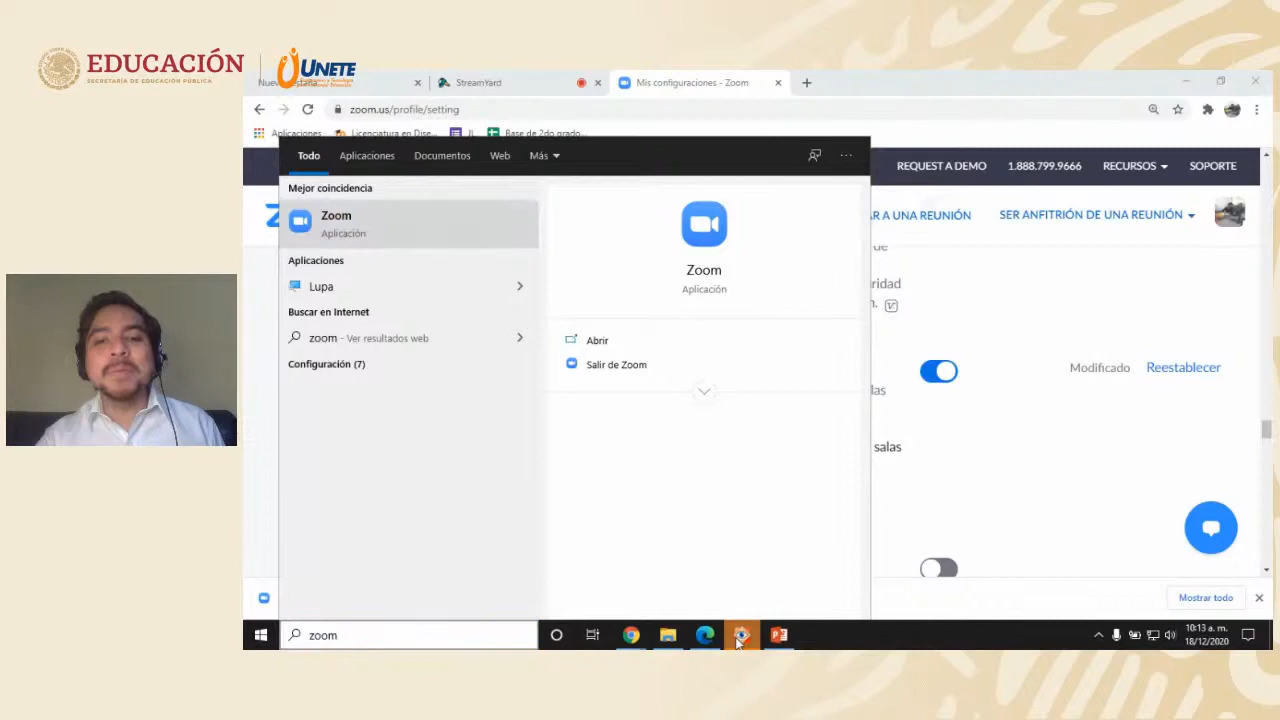 EDUCACIÓN
SECRETARÍA DE EDUCACIÓN PÚBLICA
UNETE
StreamYard
Mis configuraciones - Zoom
zoom.us/profile/setting
Aplicaciones
Licenciatura en Dise...
Base de 2do grado...
Todo
Aplicaciones
Documentos
Web
Más
REQUEST A DEMO
1.888.799.9666
RECURSOS
SOPORTE
Mejor coincidencia
Zoom
Aplicación
Zoom
Aplicación
AR A UNA REUNIÓN
SER ANFITRIÓN DE UNA REUNIÓN
de
ridad
n.
Aplicaciones
Lupa
Buscar en Internet
zoom - Ver resultados web
Configuración (7)
Abrir
Salir de Zoom
Modificado
Reestablecer
las
salas
Mostrar todo
zoom
10:13 a. m.
18/12/2020